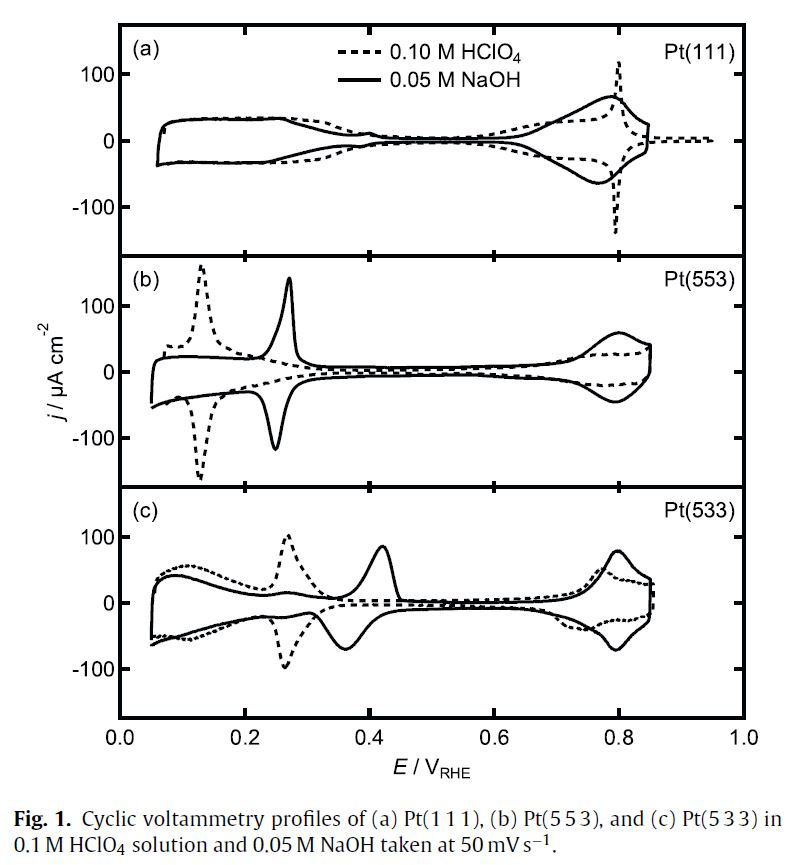 (a)
0.10 M HClO₄
0.05 M NaOH
Pt(111)
100
0
-100
(b)
Pt(553)
100
0
-100
j / µA cm⁻²
(c)
Pt(533)
100
0
-100
0.0 0.2 0.4 0.6 0.8 1.0
E / V_RHE
Fig. 1. Cyclic voltammetry profiles of (a) Pt(1 1 1), (b) Pt(5 5 3), and (c) Pt(5 3 3) in
0.1 M HClO₄ solution and 0.05 M NaOH taken at 50 mV s⁻¹.